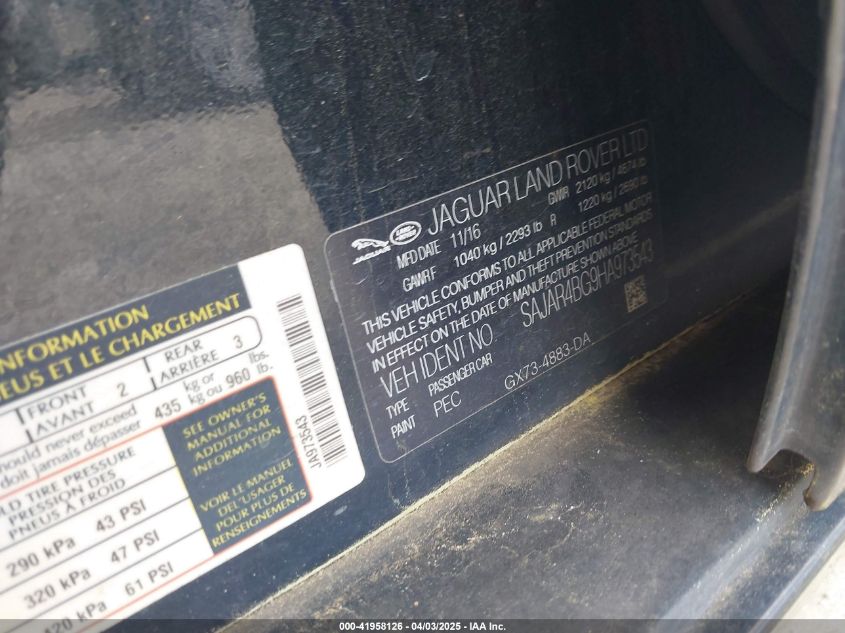 JAGUAR
LAND ROVER
JAGUAR LAND ROVER LTD
MFD DATE 11/16 GVWR 2120 kg / 4674 lb
GAWR F 1040 kg / 2293 lb R 1220 kg / 2690 lb
THIS VEHICLE CONFORMS TO ALL APPLICABLE FEDERAL MOTOR
VEHICLE SAFETY, BUMPER AND THEFT PREVENTION STANDARDS
IN EFFECT ON THE DATE OF MANUFACTURE SHOWN ABOVE
VEH IDENT NO SAJAR4BG9HA973543
TYPE PASSENGER CAR
PAINT PEC GX73-4883-DA
INFORMATION
NEUS ET LE CHARGEMENT
FRONT 2 REAR 3
AVANT ARRIÈRE
should never exceed 435 kg or 960 lbs.
doit jamais dépasser kg ou lb.
LD TIRE PRESSURE
PRESSION DES
PNEUS À FROID
290 kPa 43 PSI
320 kPa 47 PSI
420 kPa 61 PSI
SEE OWNER'S
MANUAL FOR
ADDITIONAL
INFORMATION
VOIR LE MANUEL
DE L'USAGER
POUR PLUS DE
RENSEIGNEMENTS
JA973543
000-41958126 - 04/03/2025 - IAA Inc.